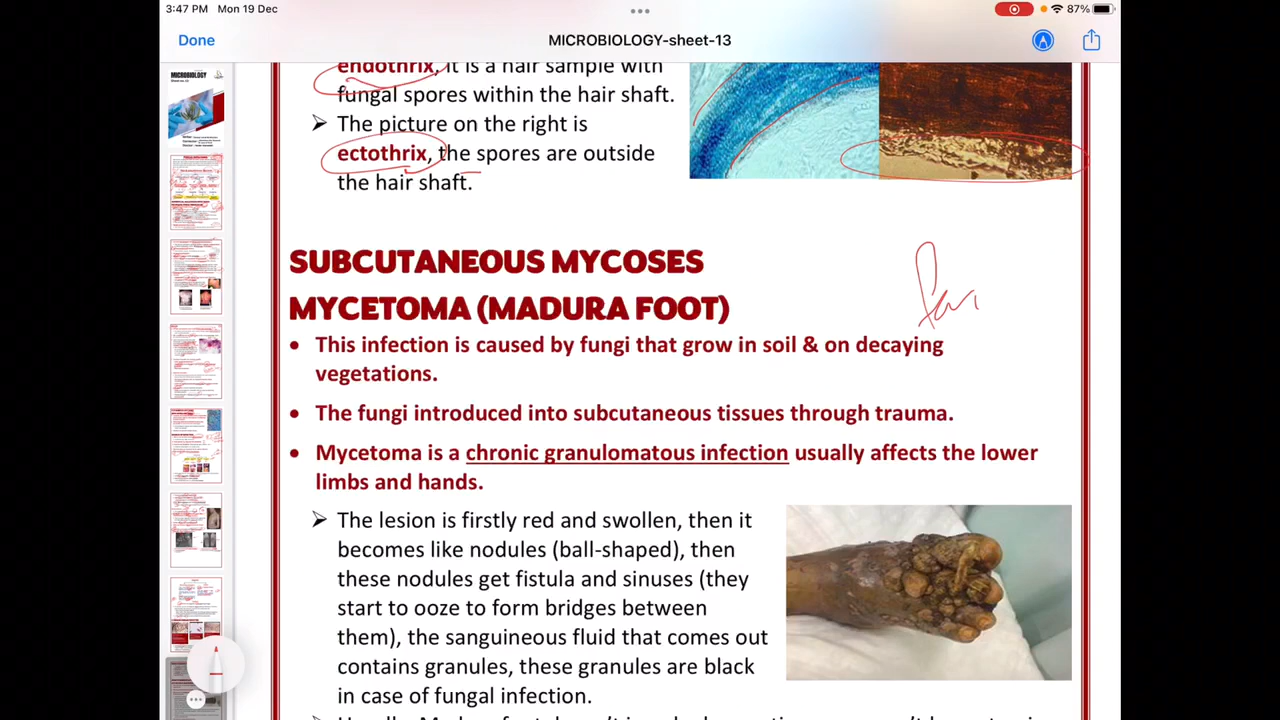 3:47 PM Mon 19 Dec
87%
Done
MICROBIOLOGY-sheet-13
MICROBIOLOGY
endothrix, it is a hair sample with
fungal spores within the hair shaft.
➢ The picture on the right is
ectothrix, the spores are outside
the hair shaft.
SUBCUTANEOUS MYCOSES
MYCETOMA (MADURA FOOT)
• This infection is caused by fungi that grow in soil & on decaying
vegetations.
• The fungi introduced into subcutaneous tissues through trauma.
• Mycetoma is a chronic granulomatous infection usually affects the lower
limbs and hands.
➢ The lesion is firstly red and swollen, then it
becomes like nodules (ball-shaped), then
these nodules get fistula and sinuses (they
start to ooze to form bridges between
them), the sanguineous fluid that comes out
contains granules, these granules are black
in case of fungal infection.